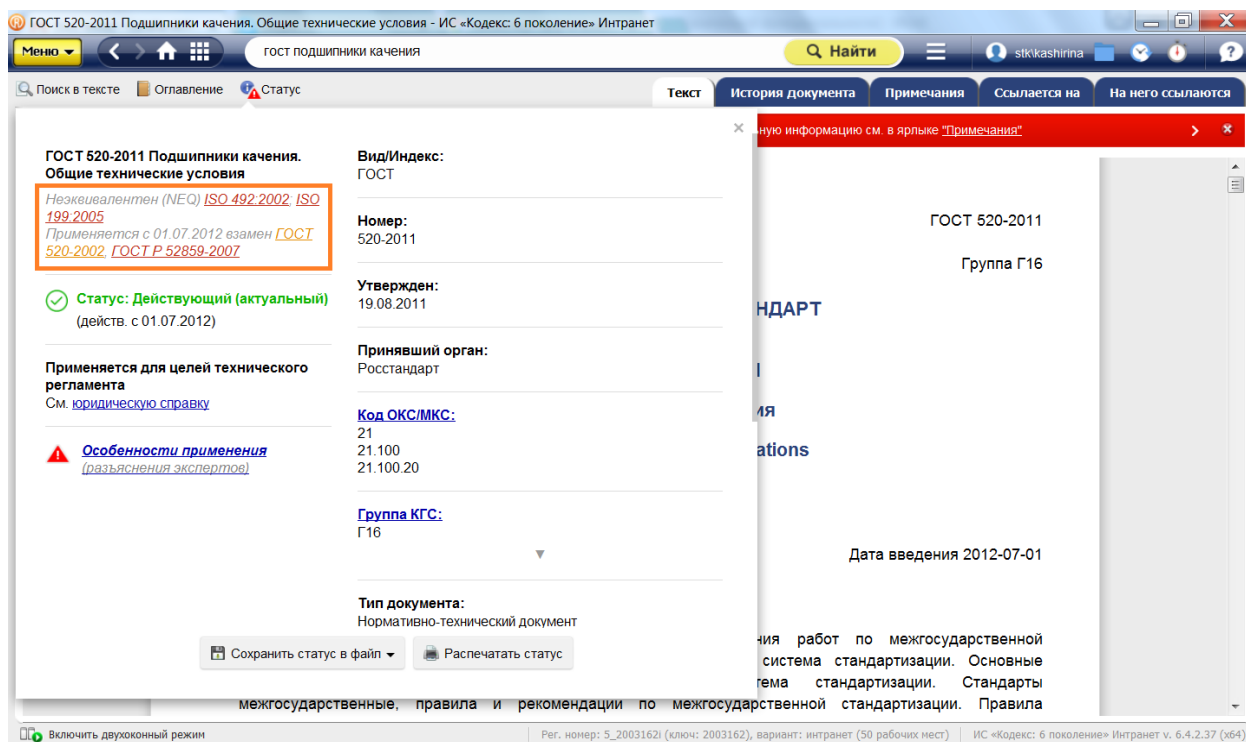 ГОСТ 520-2011 Подшипники качения. Общие технические условия - ИС «Кодекс: 6 поколение» Интранет
Меню
гост подшипники качения
Найти
stk\kashirina
Поиск в тексте
Оглавление
Статус
Текст
История документа
Примечания
Ссылается на
На него ссылаются
информацию см. в ярлыке "Примечания"
ГОСТ 520-2011 Подшипники качения.
Общие технические условия
Неэквивалентен (NEQ) ISO 492:2002; ISO
199:2005
Применяется с 01.07.2012 взамен ГОСТ
520-2002, ГОСТ Р 52859-2007
Статус: Действующий (актуальный)
(действ. с 01.07.2012)
Применяется для целей технического
регламента
См. юридическую справку
Особенности применения
(разъяснения экспертов)
Вид/Индекс:
ГОСТ
Номер:
520-2011
Утвержден:
19.08.2011
Принявший орган:
Росстандарт
Код ОКС/МКС:
21
21.100
21.100.20
Группа КГС:
Г16
Тип документа:
Нормативно-технический документ
Сохранить статус в файл
Распечатать статус
ГОСТ 520-2011
Группа Г16
НДАРТ
ия
ations
Дата введения 2012-07-01
ния работ по межгосударственной
система стандартизации. Основные
тема стандартизации. Стандарты
межгосударственные, правила и рекомендации по межгосударственной стандартизации. Правила
Включить двухоконный режим
Рег. номер: 5_2003162i (ключ: 2003162), вариант: интранет (50 рабочих мест)
ИС «Кодекс: 6 поколение» Интранет v. 6.4.2.37 (x64)